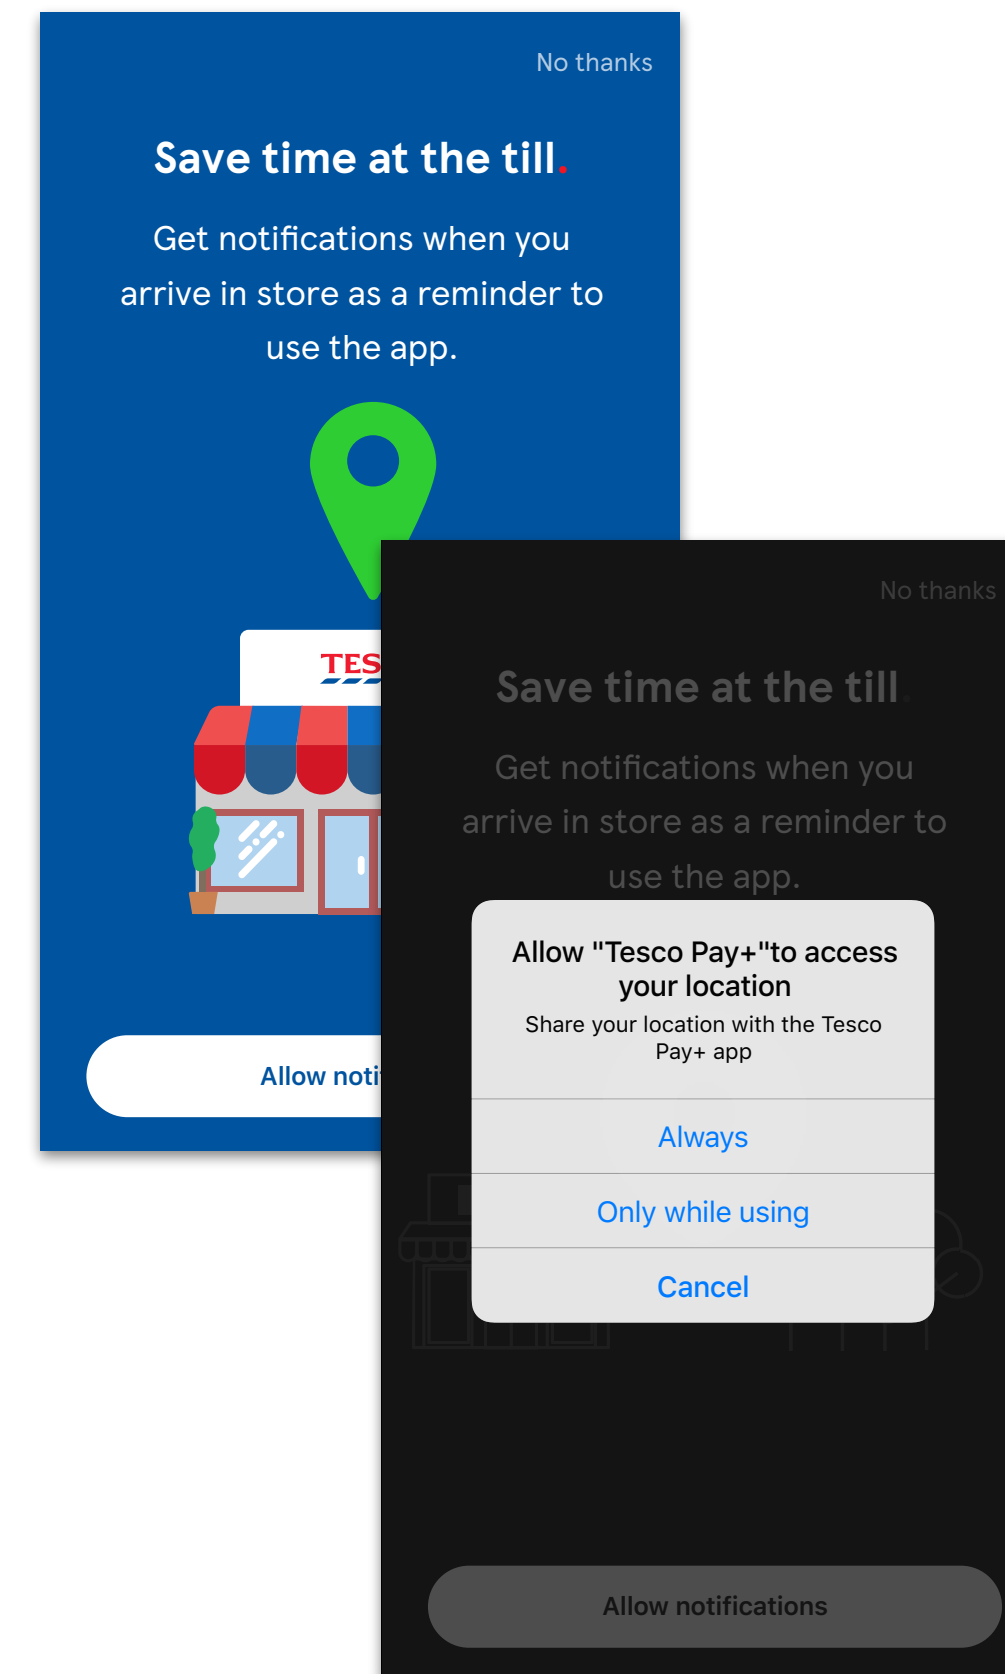 No thanks
Save time at the till.
Get notifications when you
arrive in store as a reminder to
use the app.
TES
Allow noti
No thanks
Save time at the till.
Get notifications when you
arrive in store as a reminder to
use the app.
Allow "Tesco Pay+"to access
your location
Share your location with the Tesco
Pay+ app
Always
Only while using
Cancel
Allow notifications